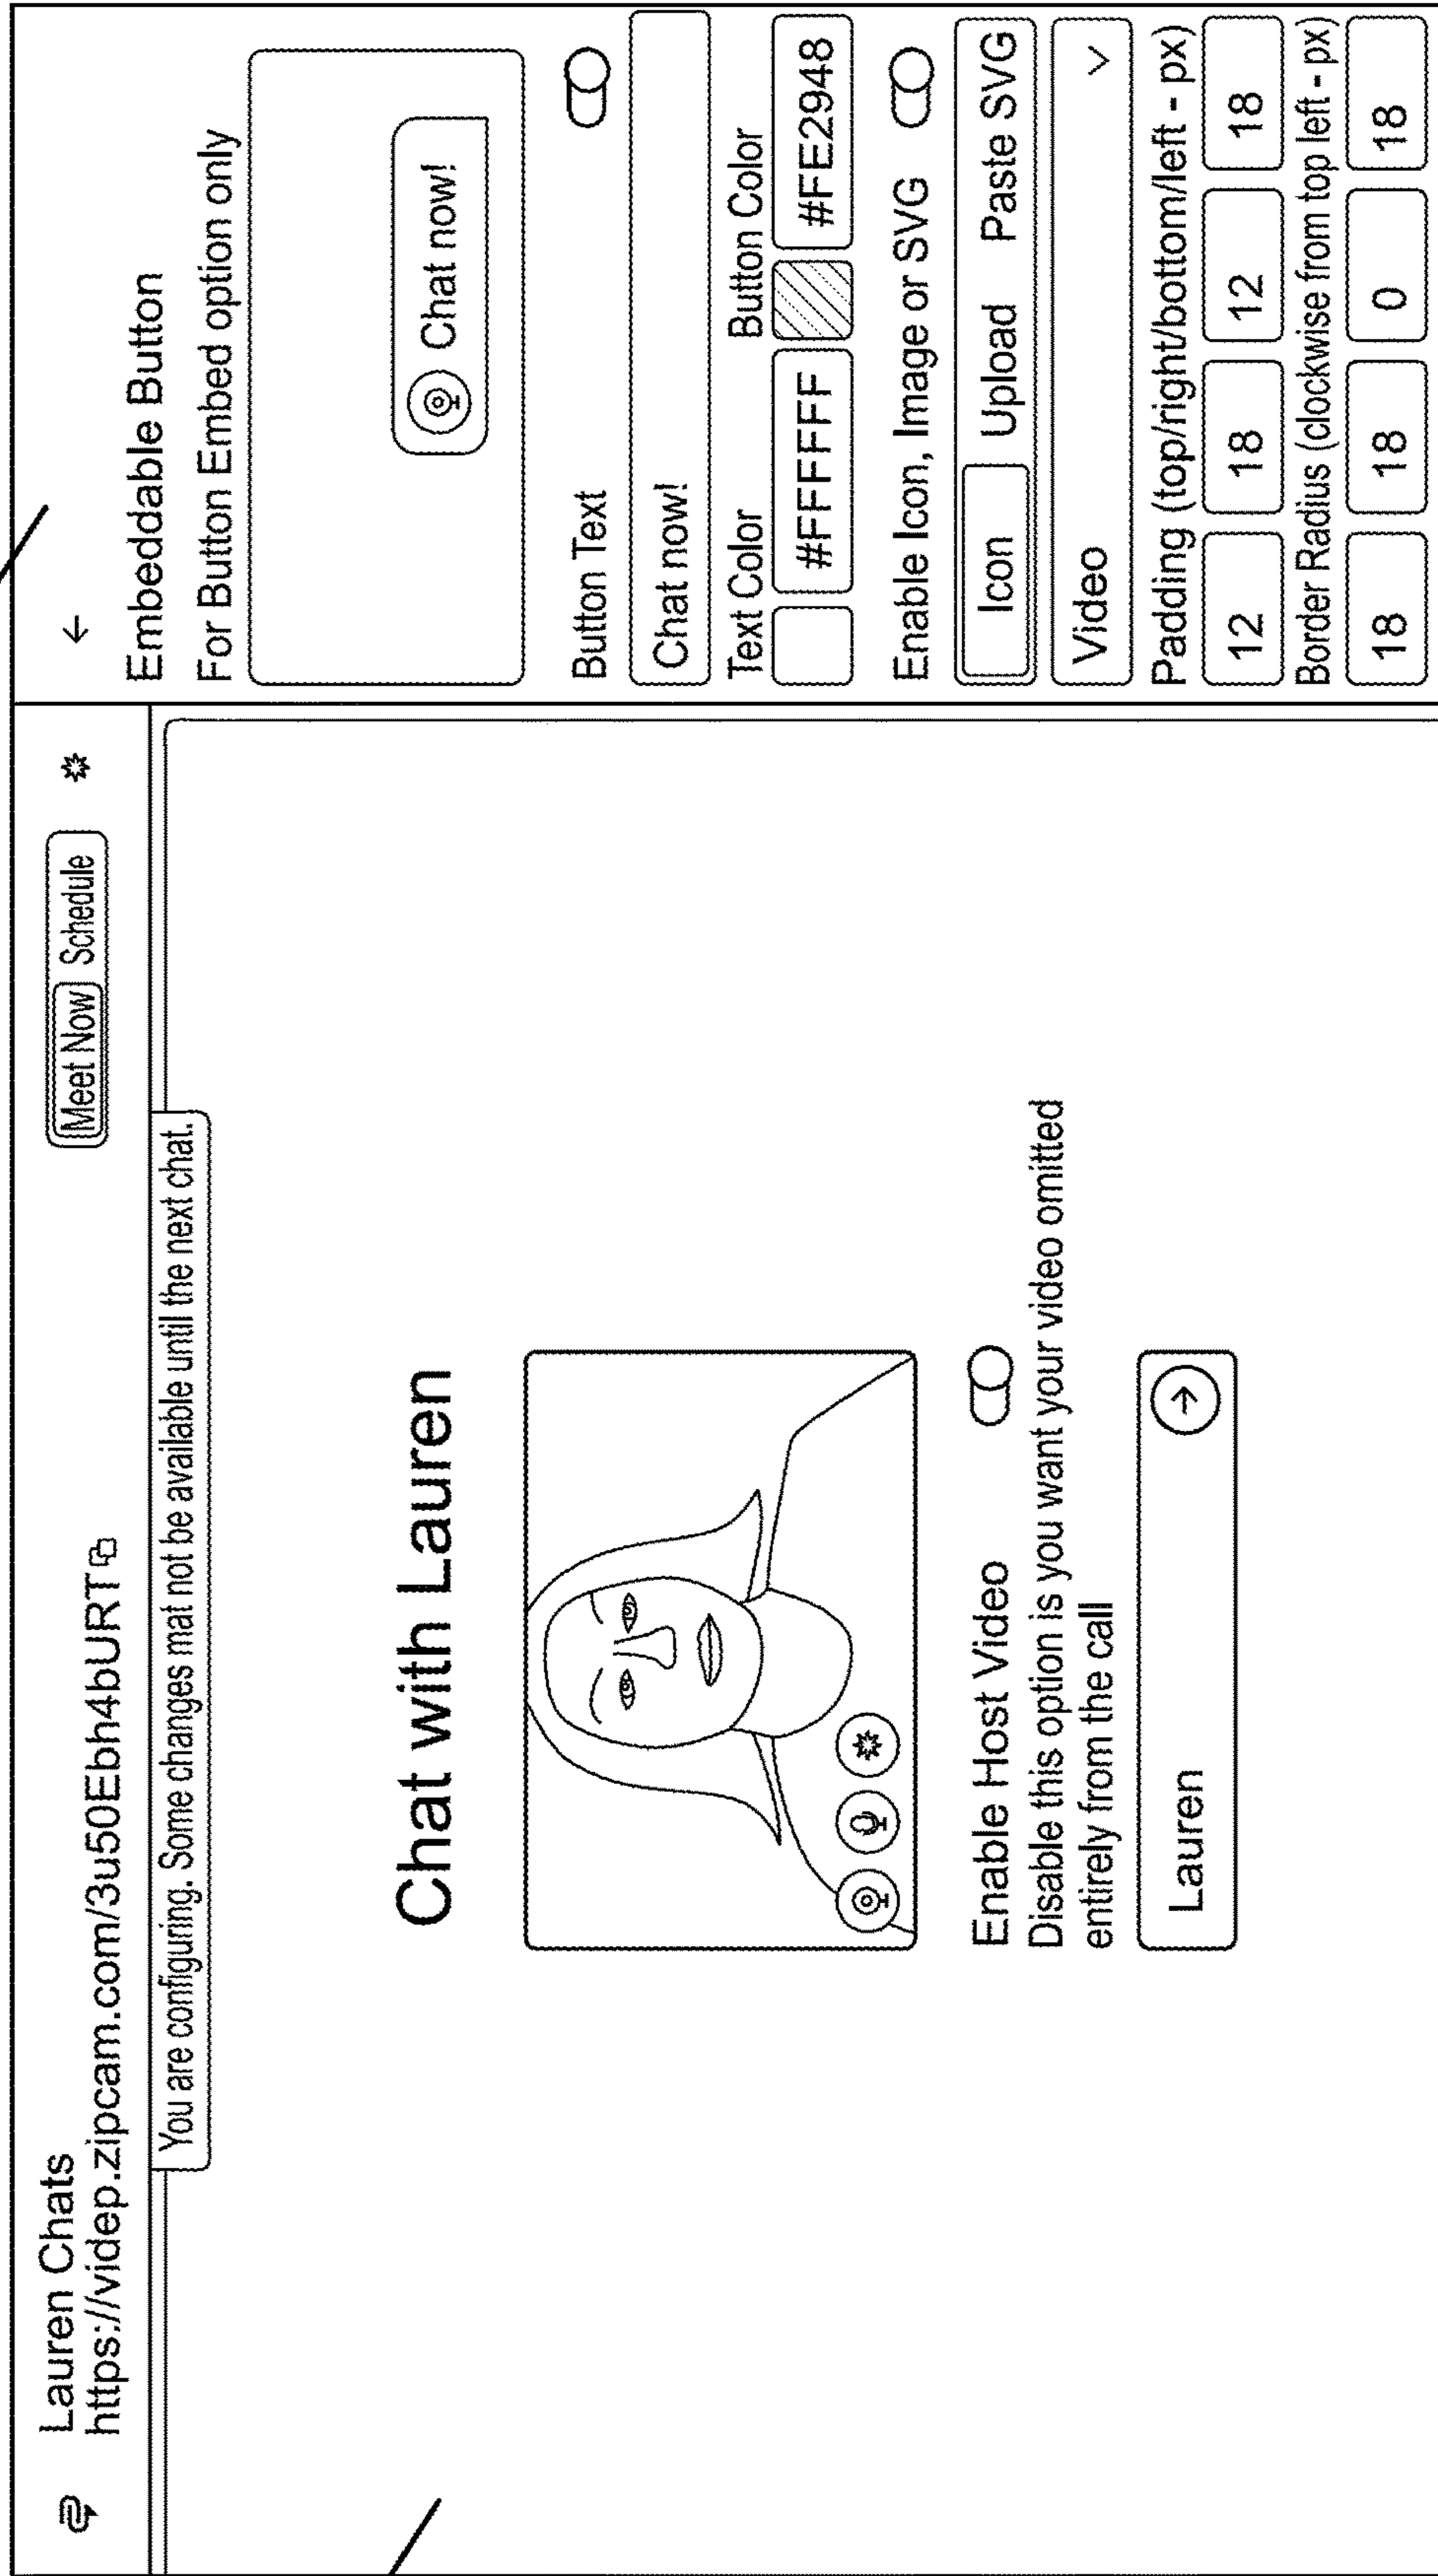 Lauren Chats
https://videp.zipcam.com/3u50Ebh4bURT
Meet Now Schedule
You are configuring. Some changes mat not be available until the next chat.
Chat with Lauren
Enable Host Video
Disable this option is you want your video omitted
entirely from the call
Lauren
Embeddable Button
For Button Embed option only
Chat now!
Button Text
Chat now!
Text Color Button Color
#FFFFFF #FE2948
Enable Icon, Image or SVG
Icon Upload Paste SVG
Video
Padding (top/right/bottom/left - px)
12 18 12 18
Border Radius (clockwise from top left - px)
18 18 0 18